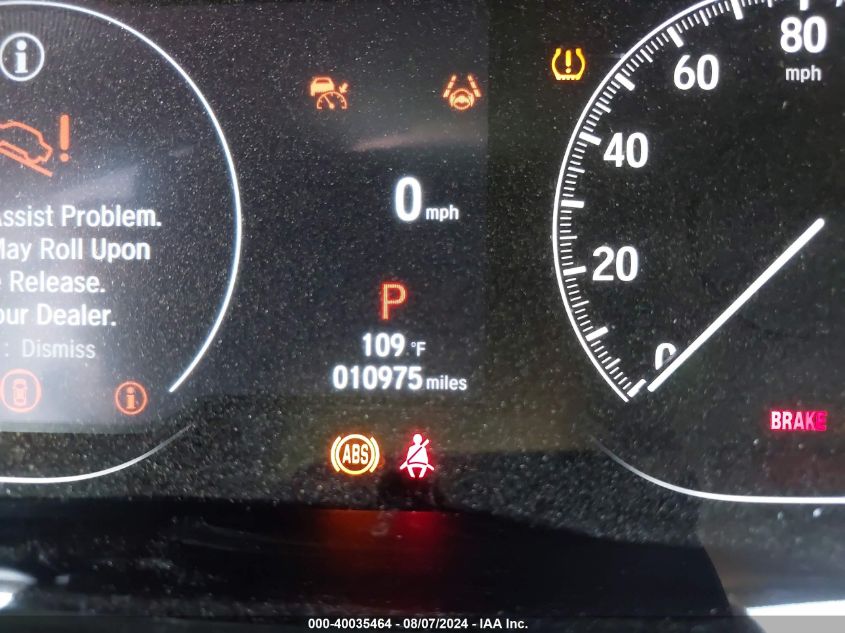 80
mph
60
40
Assist Problem.
May Roll Upon
Release.
Dealer.
: Dismiss
0 mph
20
P
109 °F
010975 miles
0
BRAKE
ABS
000-40035464 - 08/07/2024 - IAA Inc.